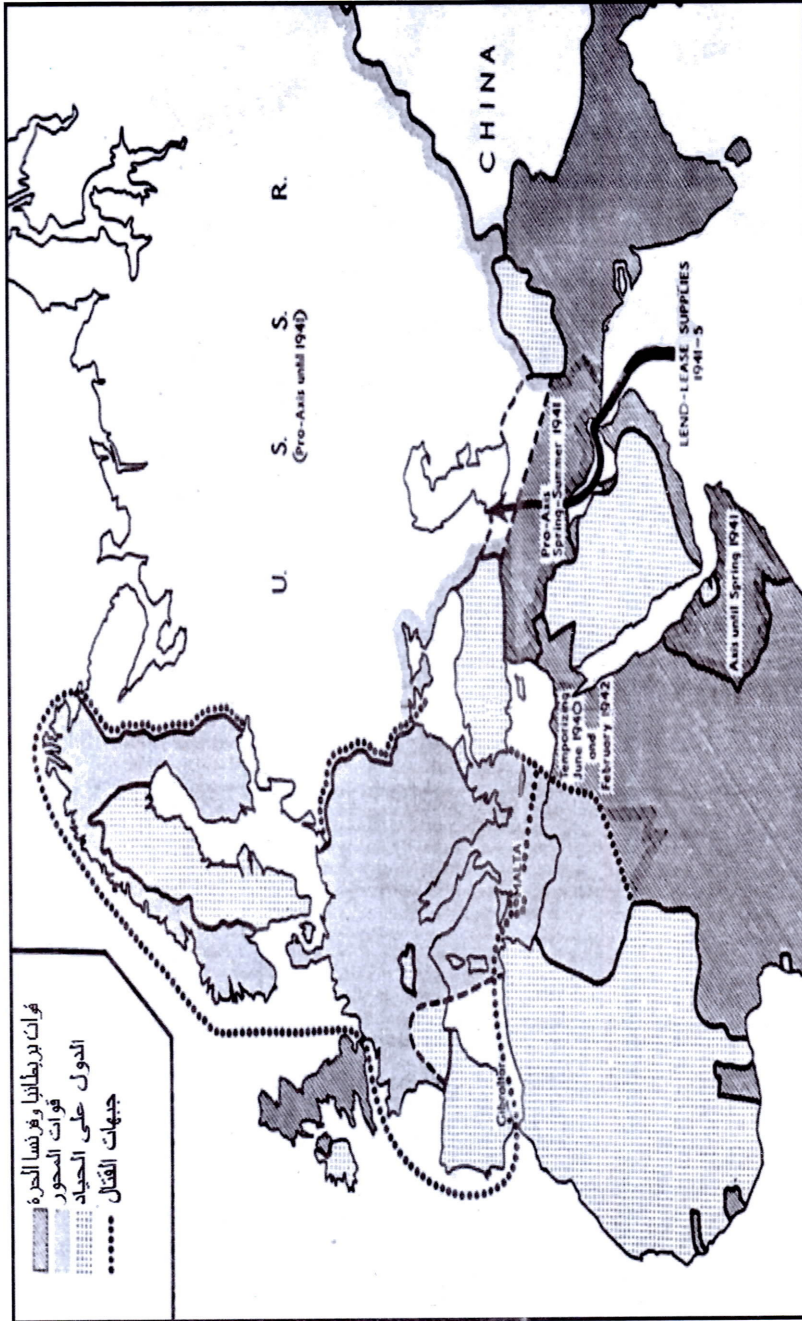 قوات بريطانيا وفرنسا الحرة
قوات المحور
الدول على الحياد
جبهات القتال
U. S. S. R.
(Pro-Axis until 1941)
CHINA
Gibraltar
MALTA
Temporizing
June 1940
and
February 1942
Pro-Axis
Spring-Summer 1941
LEND-LEASE SUPPLIES
1941-5
Axis until Spring 1941